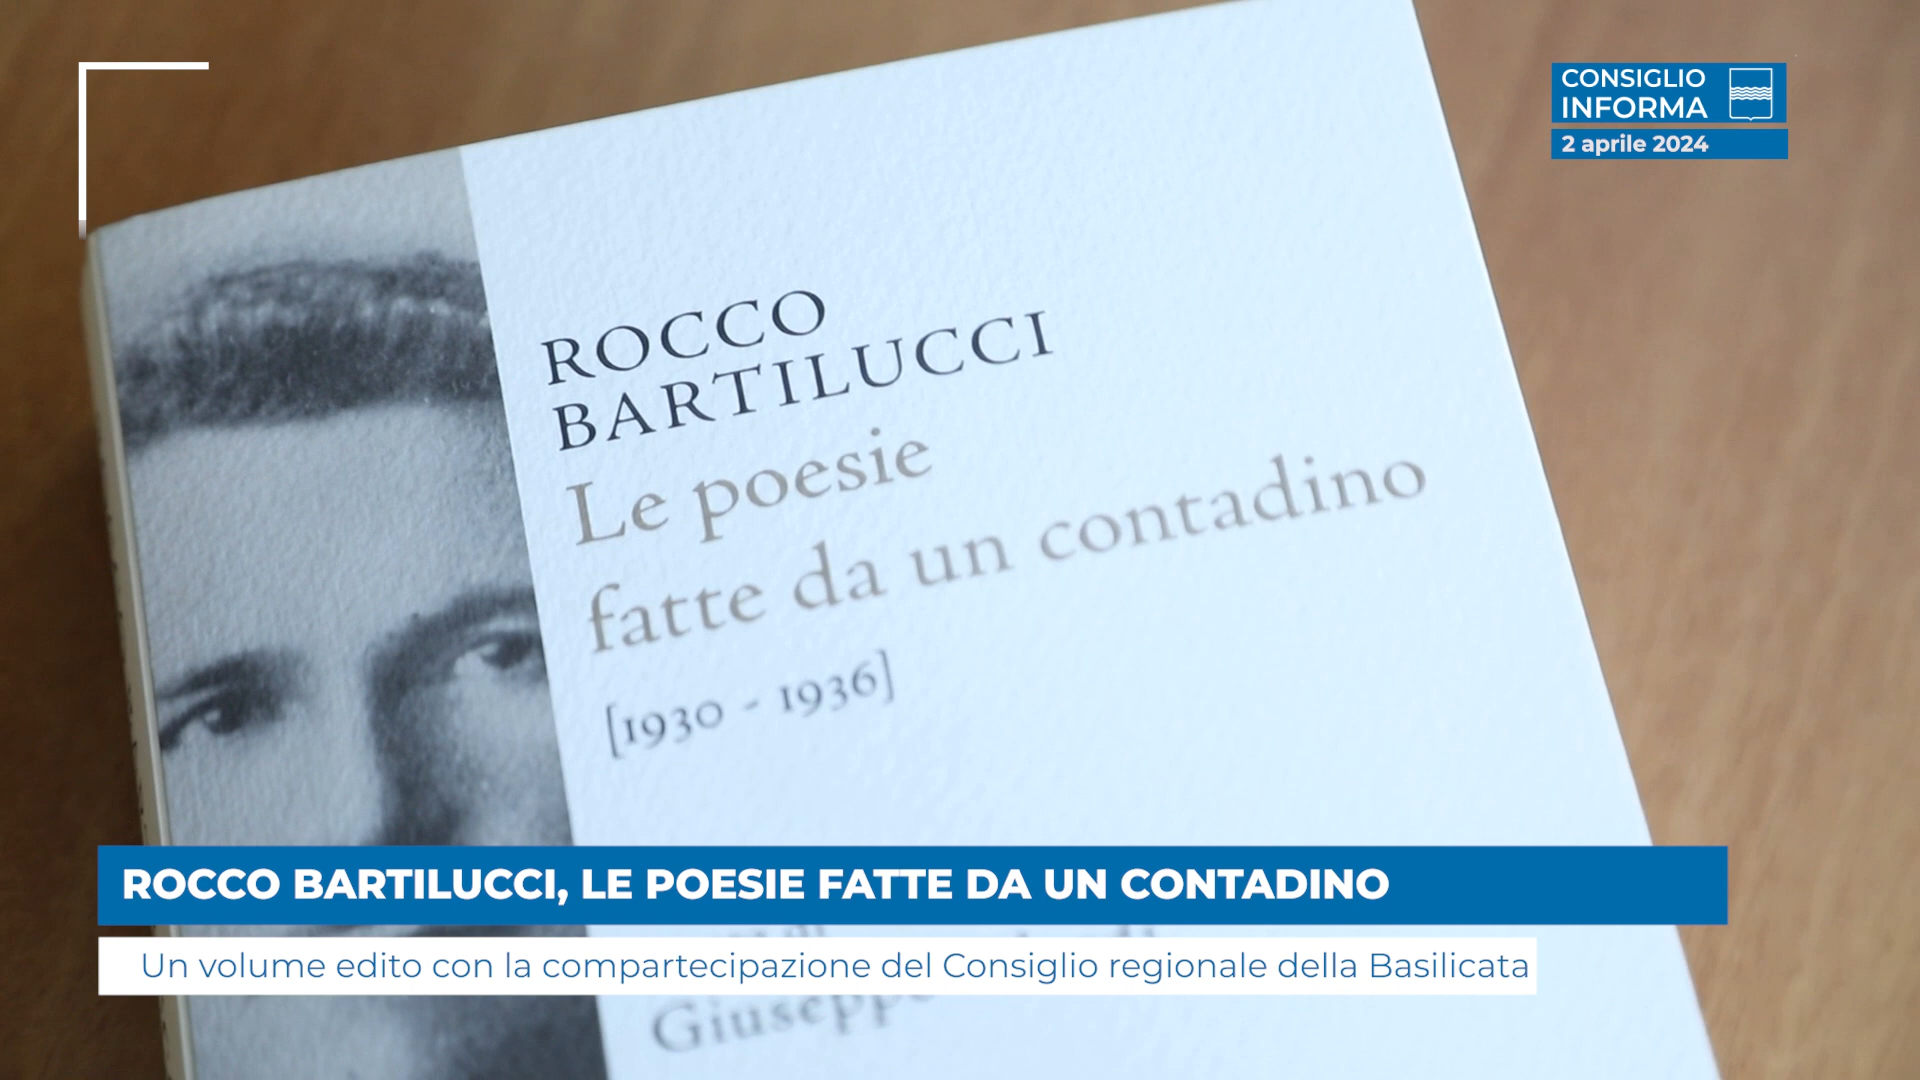 CONSIGLIO
INFORMA
2 aprile 2024
ROCCO
BARTILUCCI
Le poesie
fatte da un contadino
[1930 - 1936]
ROCCO BARTILUCCI, LE POESIE FATTE DA UN CONTADINO
Un volume edito con la compartecipazione del Consiglio regionale della Basilicata